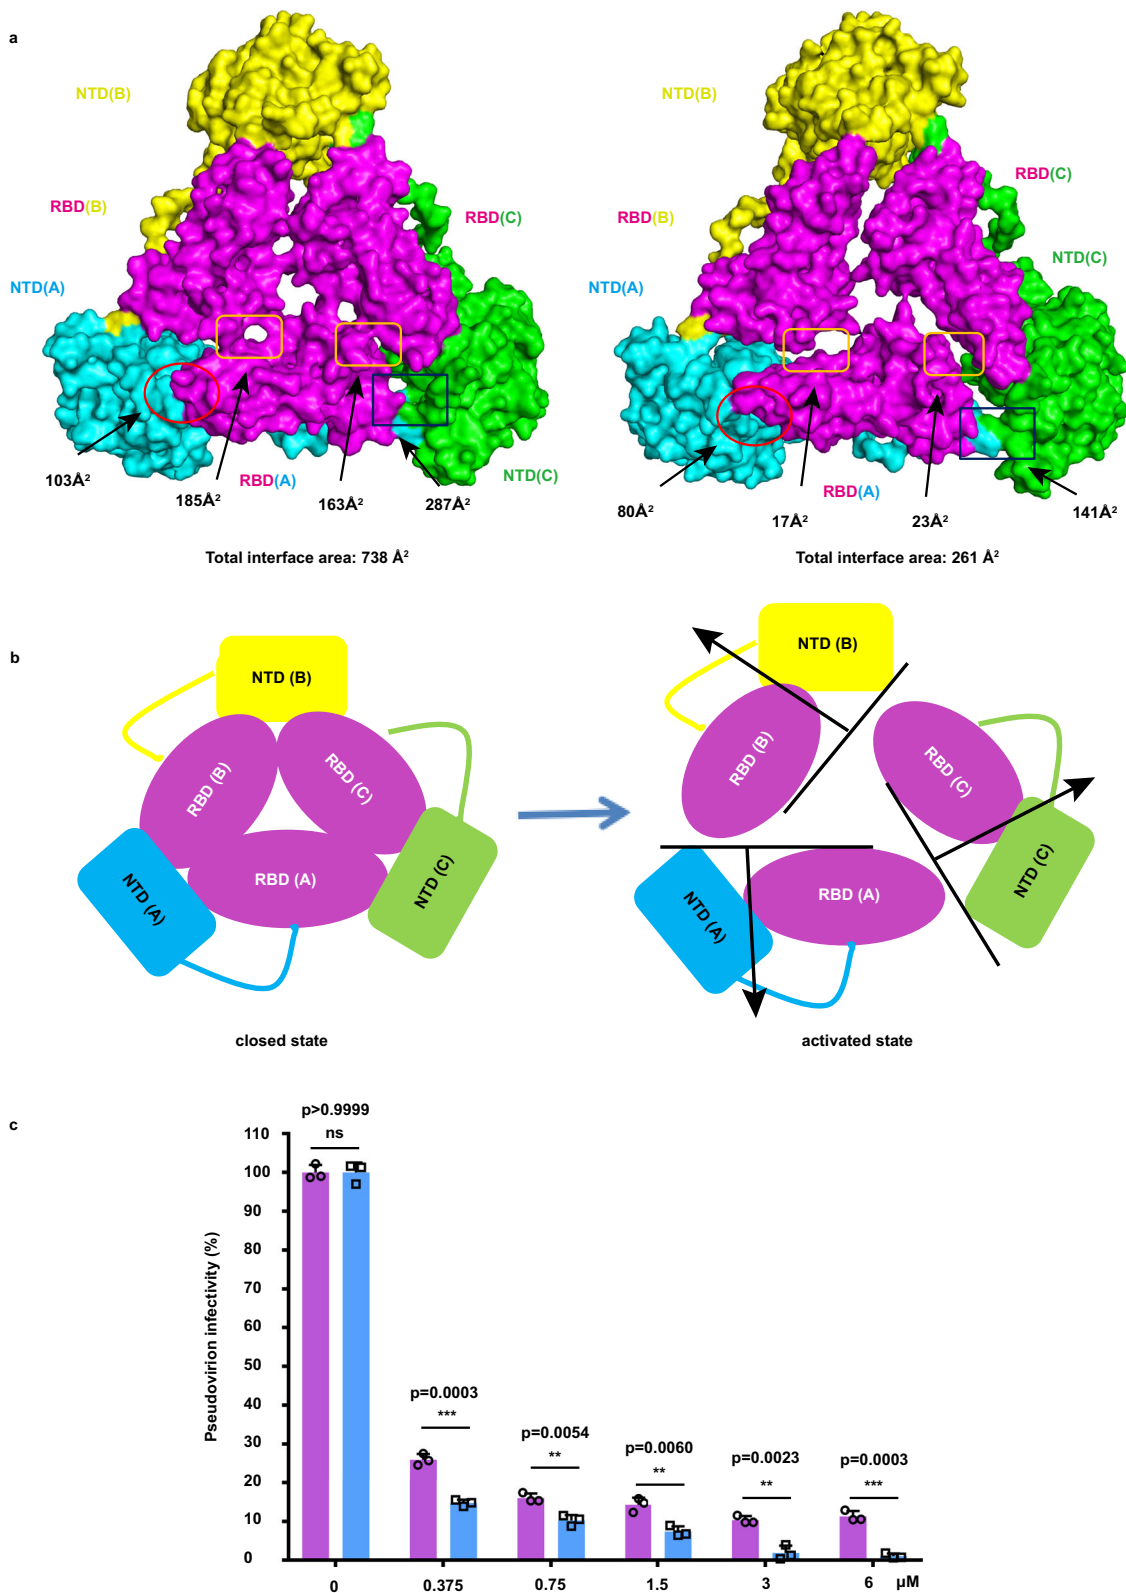 a
NTD(B)
RBD(B)
RBD(C)
NTD(A)
103Å²
185Å²
RBD(A)
163Å²
287Å²
NTD(C)
Total interface area: 738 Å²
NTD(B)
RBD(C)
RBD(B)
NTD(C)
NTD(A)
80Å²
17Å²
RBD(A)
23Å²
141Å²
Total interface area: 261 Å²
b
NTD (B)
RBD (B)
RBD (C)
RBD (A)
NTD (A)
NTD (C)
closed state
NTD (B)
RBD (B)
RBD (C)
NTD (C)
RBD (A)
NTD (A)
activated state
c
Pseudovirion infectivity (%)
110
100
90
80
70
60
50
40
30
20
10
0
p>0.9999
ns
p=0.0003
***
p=0.0054
**
p=0.0060
**
p=0.0023
**
p=0.0003
***
0 0.375 0.75 1.5 3 6 µM